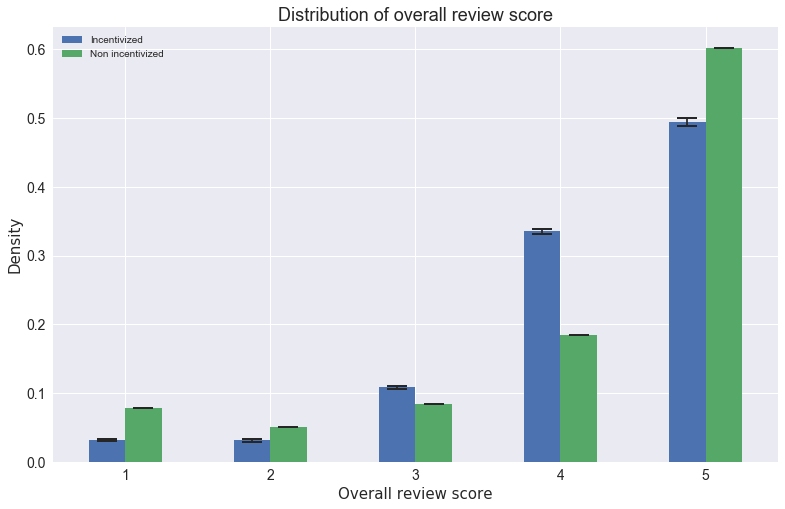 Distribution of overall review score
Incentivized
Non incentivized
Density
0.6
0.5
0.4
0.3
0.2
0.1
0.0
1 2 3 4 5
Overall review score